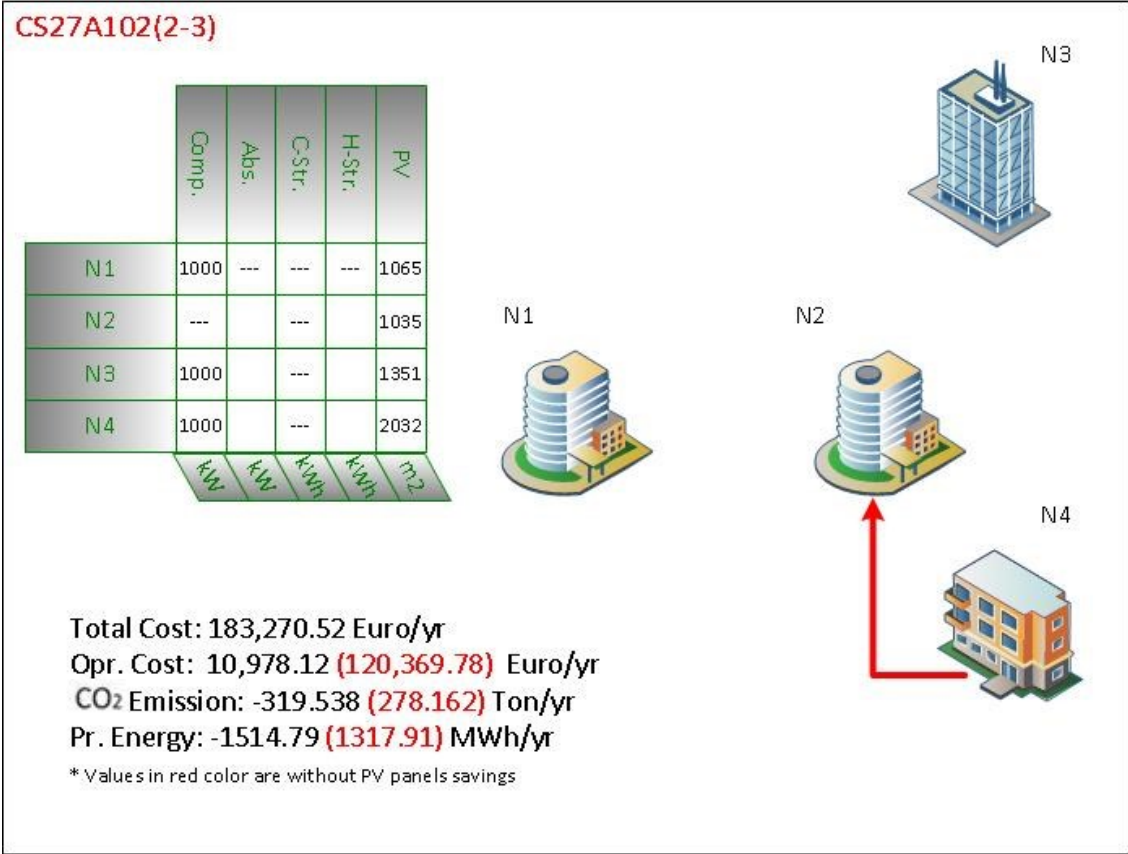 CS27A102(2-3)
Comp. Abs. C-Str. H-Str. PV
N1 1000 --- --- --- 1065
N2 --- --- 1035
N3 1000 --- 1351
N4 1000 --- 2032
kW kW kWh kWh m2
N3
N1 N2
N4
Total Cost: 183,270.52 Euro/yr
Opr. Cost: 10,978.12 (120,369.78) Euro/yr
CO2 Emission: -319.538 (278.162) Ton/yr
Pr. Energy: -1514.79 (1317.91) MWh/yr
* Values in red color are without PV panels savings